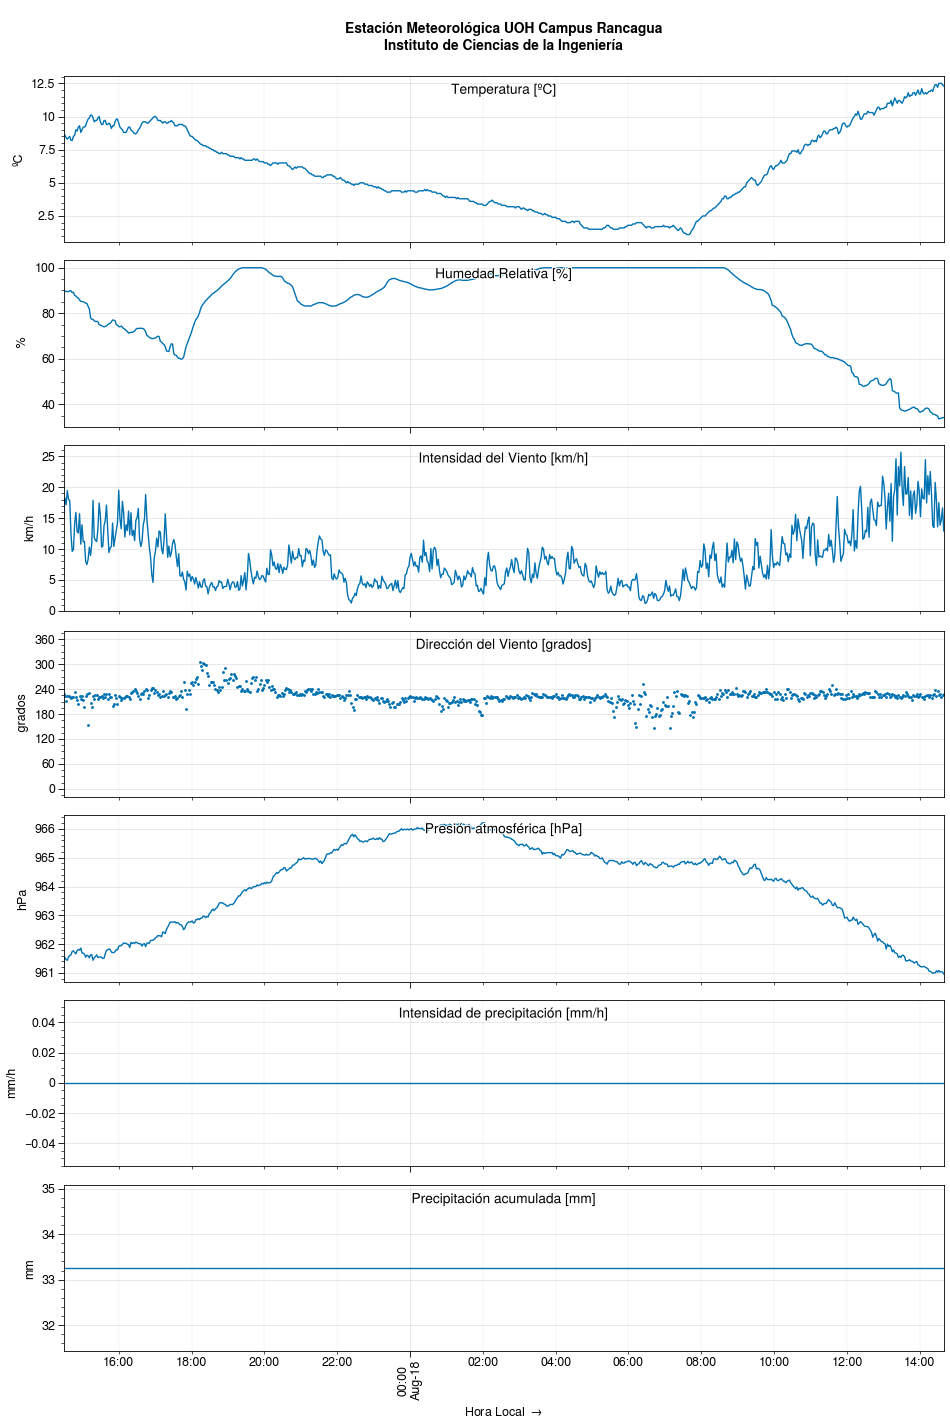 Estación Meteorológica UOH Campus Rancagua
Instituto de Ciencias de la Ingeniería
Temperatura [ºC]
ºC
12.5
10
7.5
5
2.5
Humedad Relativa [%]
%
100
80
60
40
Intensidad del Viento [km/h]
km/h
25
20
15
10
5
0
Dirección del Viento [grados]
grados
360
300
240
180
120
60
0
Presión atmosférica [hPa]
hPa
966
965
964
963
962
961
Intensidad de precipitación [mm/h]
mm/h
0.04
0.02
0
−0.02
−0.04
Precipitación acumulada [mm]
mm
35
34
33
32
16:00 18:00 20:00 22:00 00:00 02:00 04:00 06:00 08:00 10:00 12:00 14:00
Aug-18
Hora Local →